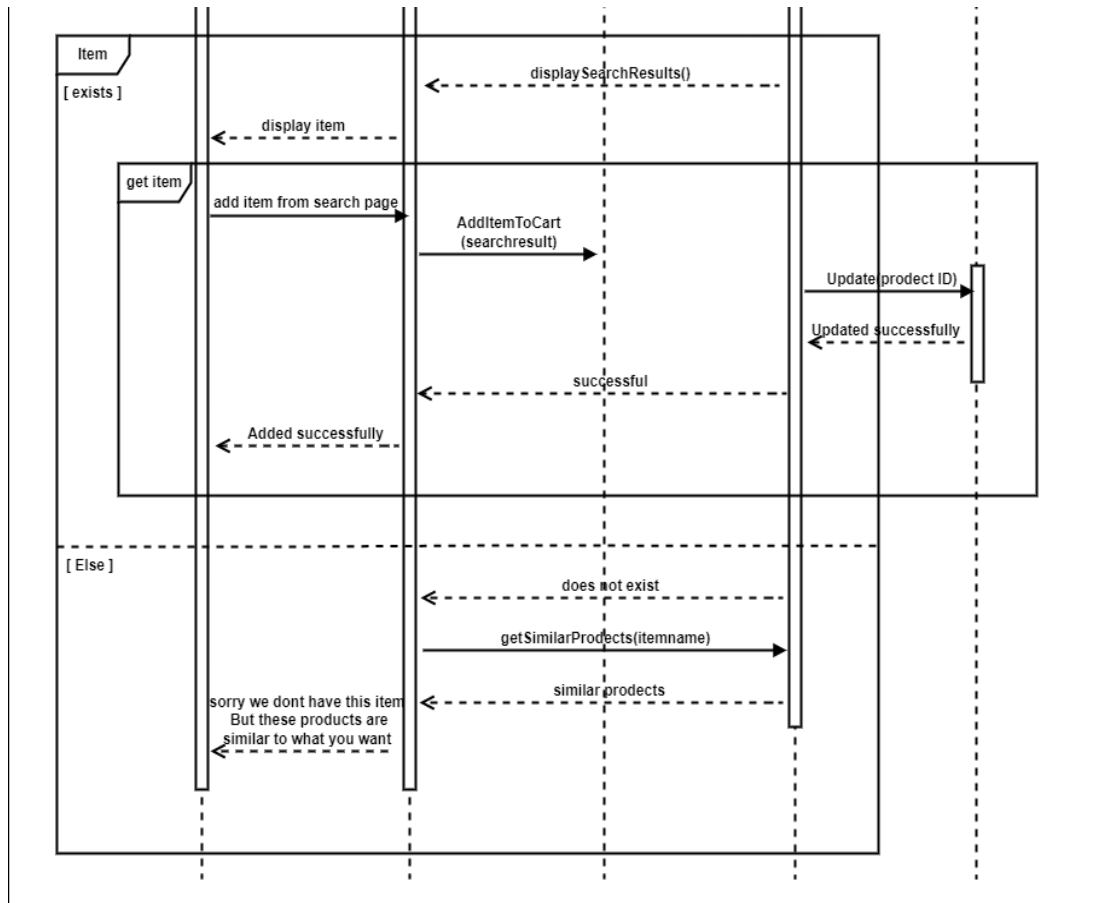 Item
displaySearchResults()
[ exists ]
display item
get item
add item from search page
AddItemToCart
(searchresult)
Update(prodect ID)
Updated successfully
successful
Added successfully
[ Else ]
does not exist
getSimilarProdects(itemname)
similar prodects
sorry we dont have this item
But these products are
similar to what you want